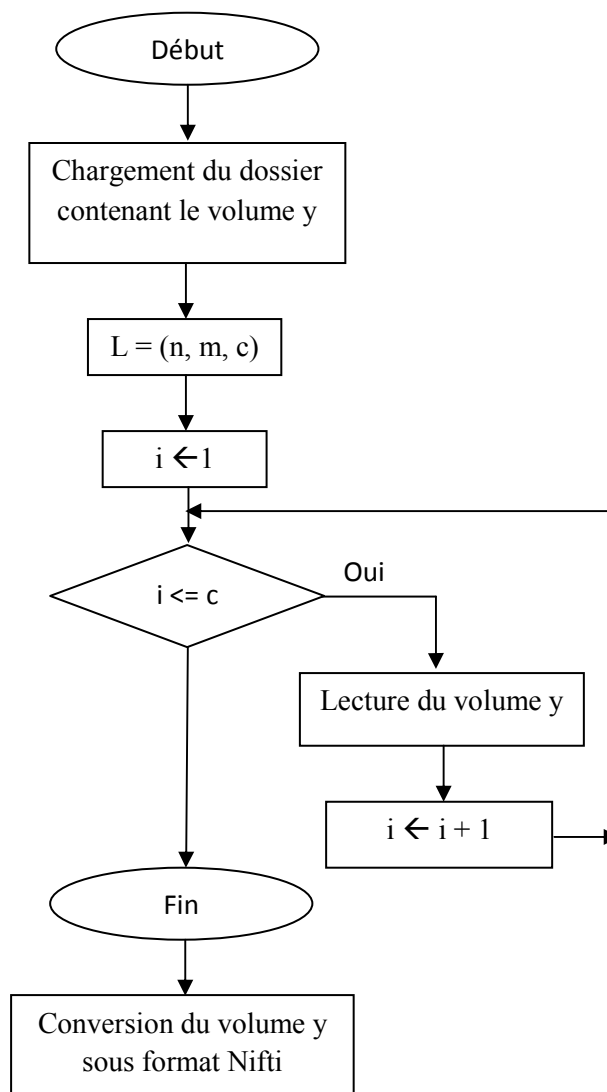 Début
Chargement du dossier
contenant le volume y
L = (n, m, c)
i ← 1
i <= c
Oui
Lecture du volume y
i ← i + 1
Fin
Conversion du volume y
sous format Nifti